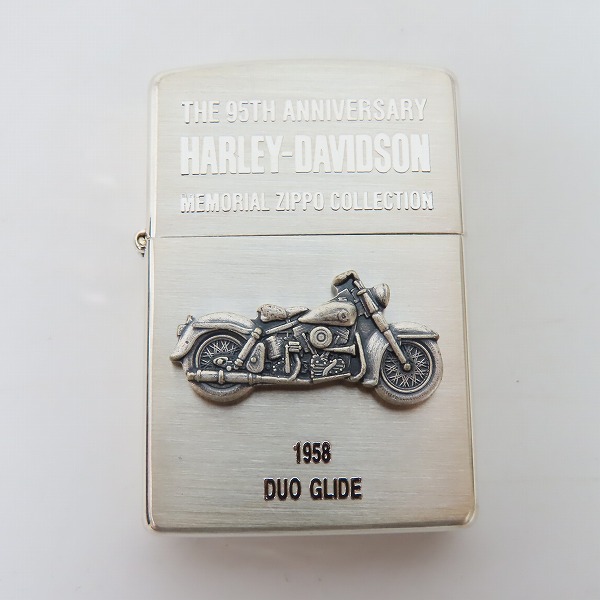 THE 95TH ANNIVERSARY
HARLEY-DAVIDSON
MEMORIAL ZIPPO COLLECTION
1958
DUO GLIDE